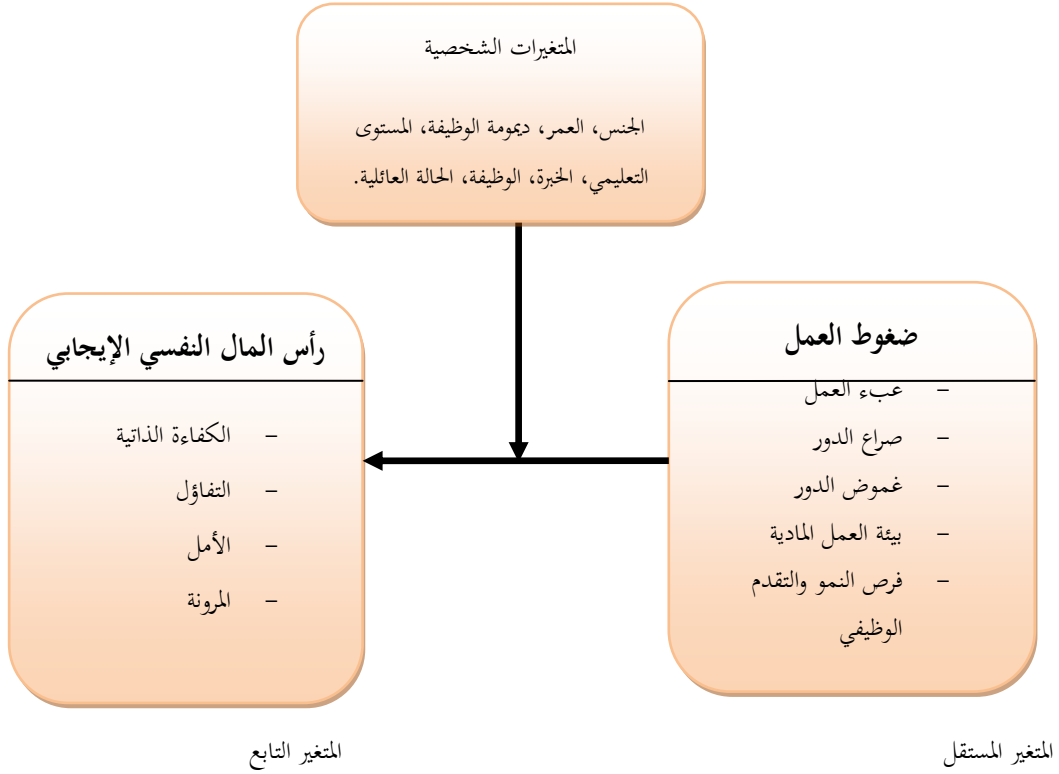 المتغيرات الشخصية
الجنس، العمر، ديمومة الوظيفة، المستوى
التعليمي، الخبرة، الوظيفة، الحالة العائلية.
ضغوط العمل
- عبء العمل
- صراع الدور
- غموض الدور
- بيئة العمل المادية
- فرص النمو والتقدم
الوظيفي
رأس المال النفسي الإيجابي
- الكفاءة الذاتية
- التفاؤل
- الأمل
- المرونة
المتغير المستقل
المتغير التابع